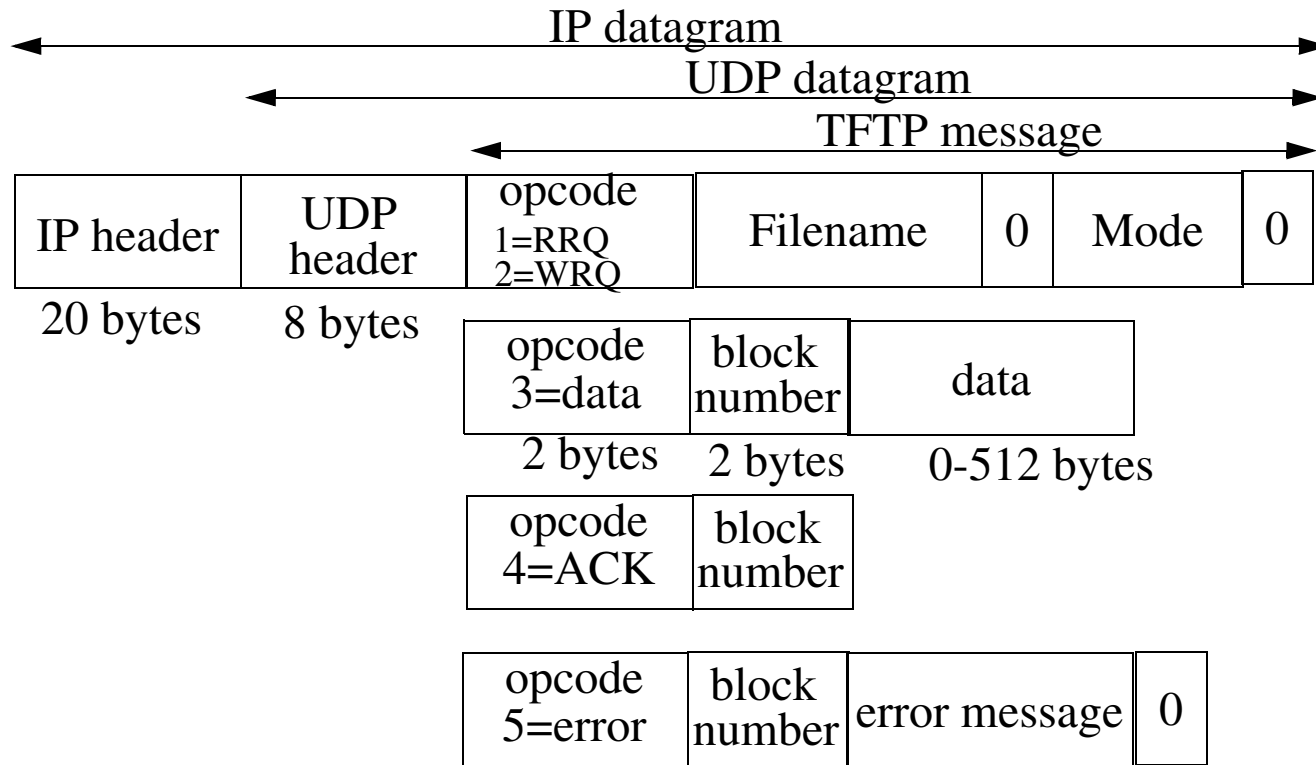 IP datagram
UDP datagram
TFTP message
IP header
UDP
header
opcode
1=RRQ
2=WRQ
Filename
0
Mode
0
20 bytes
8 bytes
opcode
3=data
block
number
data
2 bytes
2 bytes
0-512 bytes
opcode
4=ACK
block
number
opcode
5=error
block
number
error message
0